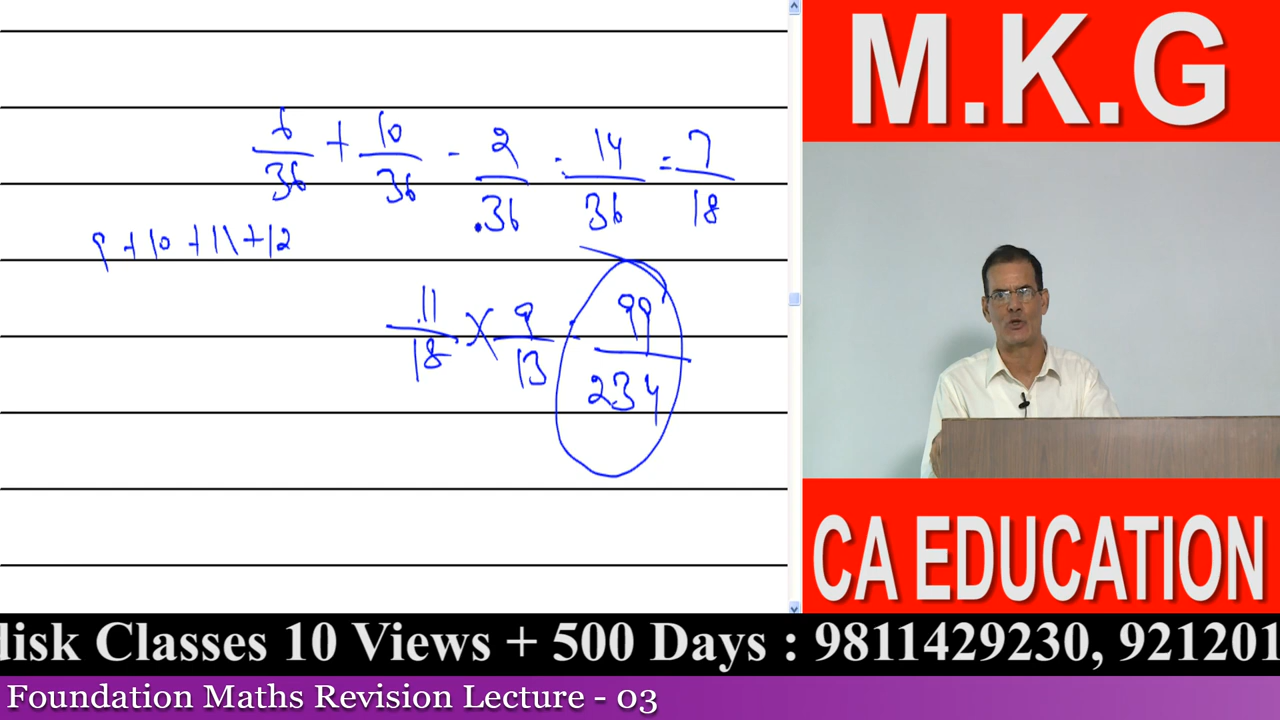 6/36 + 10/36 - 2/36 = 14/36 = 7/18
9 + 10 + 11 + 12
11/18 X 9/13 = 99/234
M.K.G
CA EDUCATION
disk Classes 10 Views + 500 Days : 9811429230, 921201
Foundation Maths Revision Lecture - 03